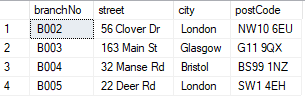 branchNo street city postCode
1 B002 56 Clover Dr London NW10 6EU
2 B003 163 Main St Glasgow G11 9QX
3 B004 32 Manse Rd Bristol BS99 1NZ
4 B005 22 Deer Rd London SW1 4EH